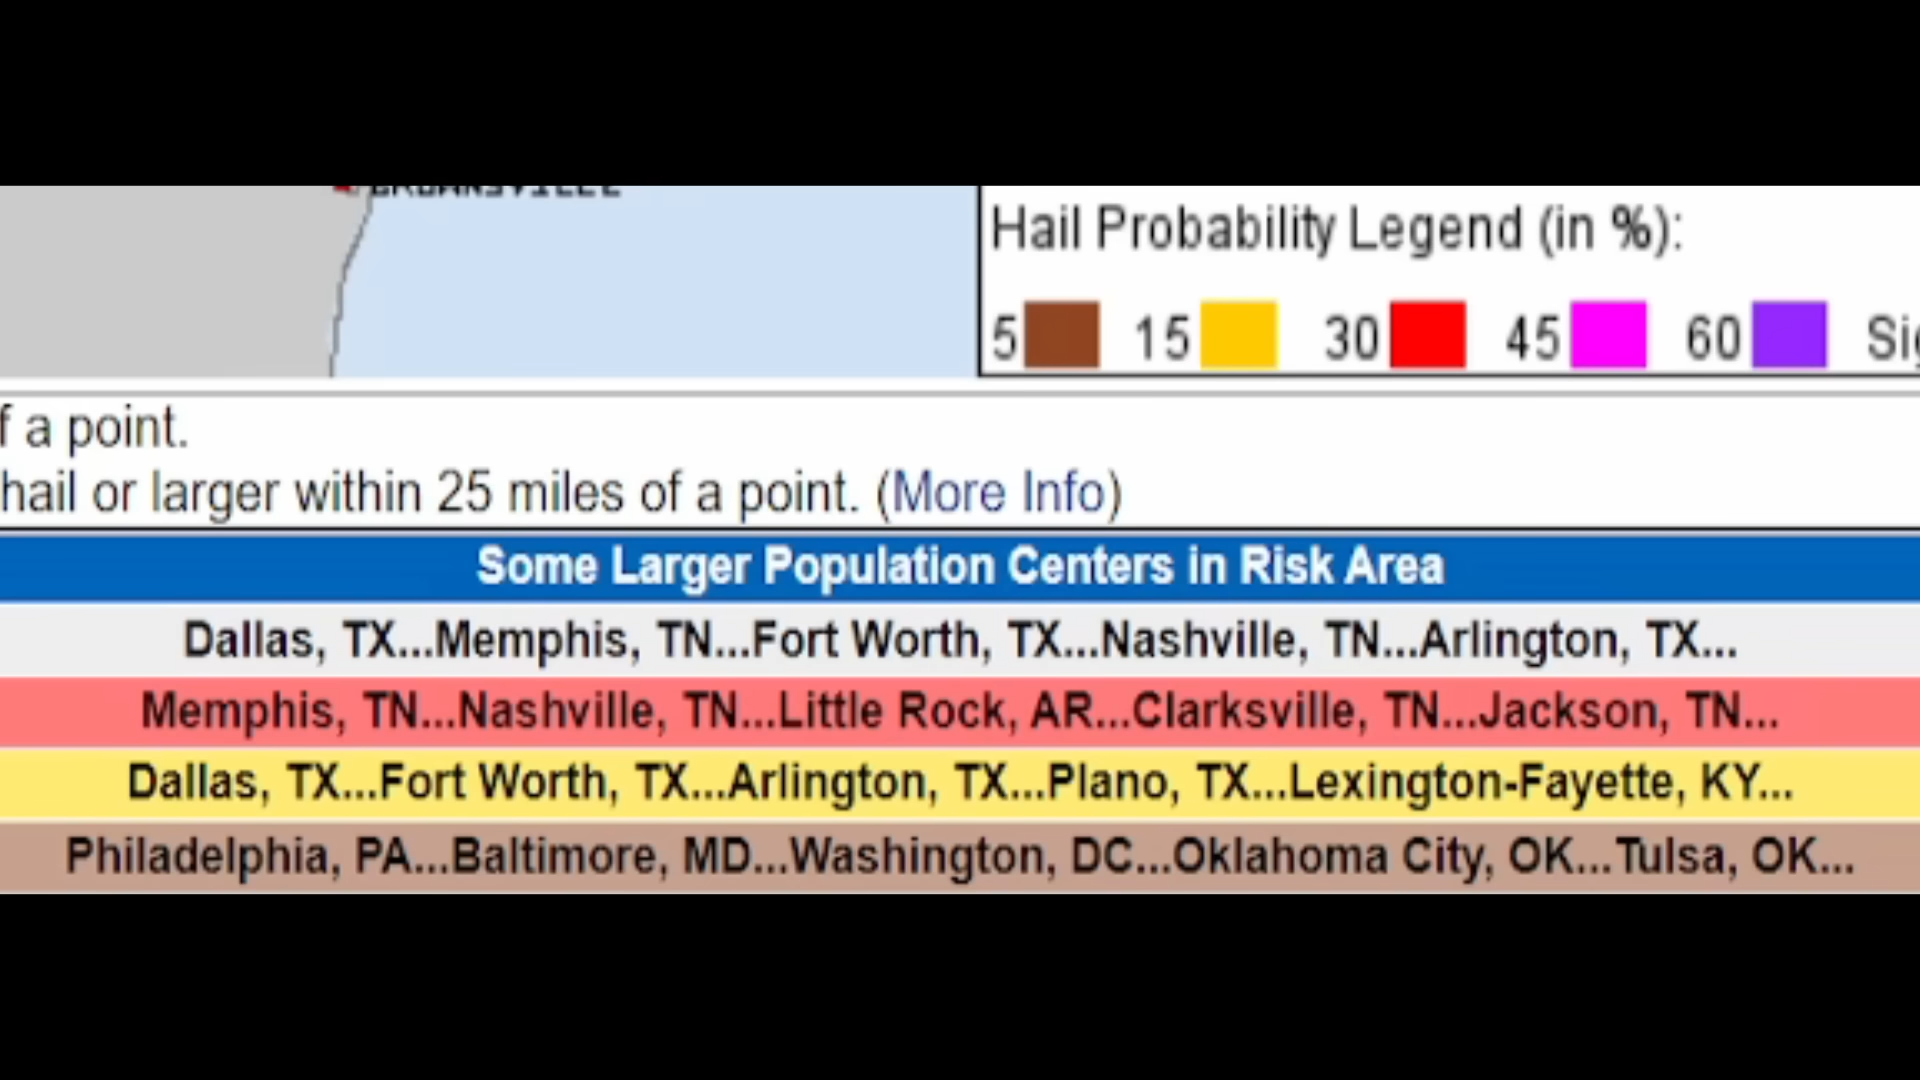 BROWNSVILLE
Hail Probability Legend (in %):
5 15 30 45 60
f a point.
hail or larger within 25 miles of a point. (More Info)
Some Larger Population Centers in Risk Area
Dallas, TX...Memphis, TN...Fort Worth, TX...Nashville, TN...Arlington, TX...
Memphis, TN...Nashville, TN...Little Rock, AR...Clarksville, TN...Jackson, TN...
Dallas, TX...Fort Worth, TX...Arlington, TX...Plano, TX...Lexington-Fayette, KY...
Philadelphia, PA...Baltimore, MD...Washington, DC...Oklahoma City, OK...Tulsa, OK...